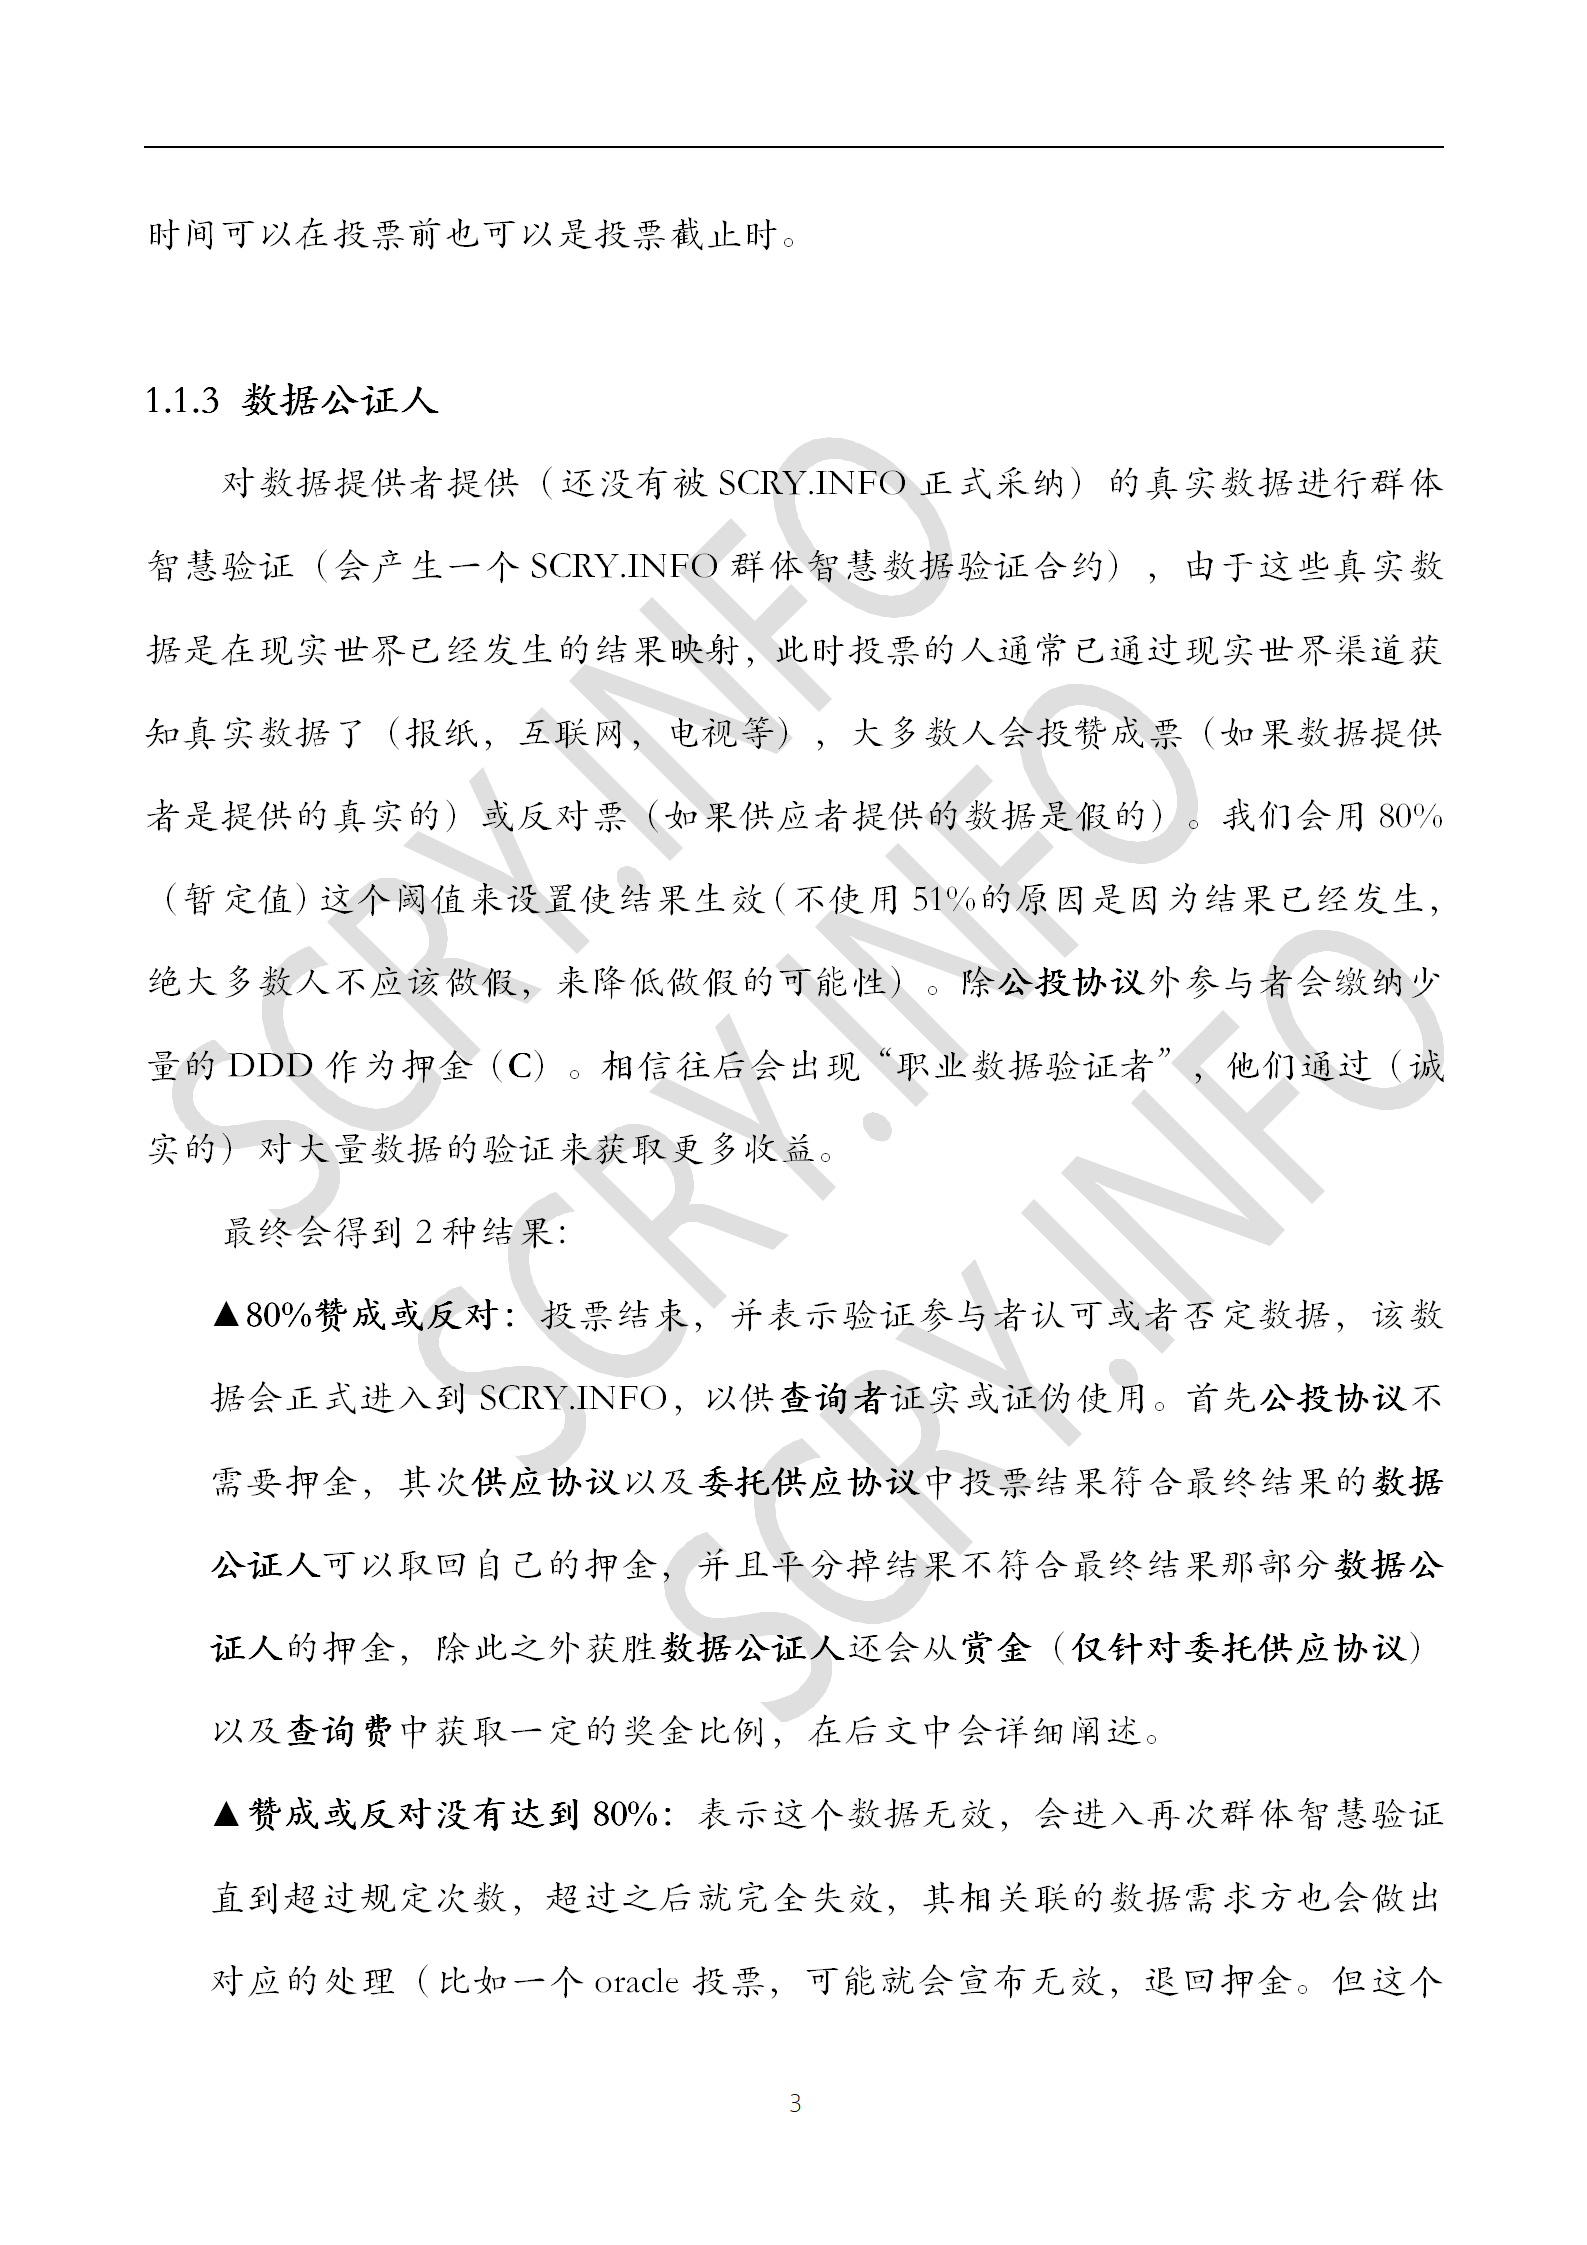 时间可以在投票前也可以是投票截止时。
1.1.3 数据公证人
对数据提供者提供（还没有被 SCRY.INFO 正式采纳）的真实数据进行群体
智慧验证（会产生一个 SCRY.INFO 群体智慧数据验证合约），由于这些真实数
据是在现实世界已经发生的结果映射，此时投票的人通常已通过现实世界渠道获
知真实数据了（报纸，互联网，电视等），大多数人会投赞成票（如果数据提供
者是提供的真实的）或反对票（如果供应者提供的数据是假的）。我们会用 80%
（暂定值）这个阈值来设置使结果生效（不使用 51%的原因是因为结果已经发生，
绝大多数人不应该做假，来降低做假的可能性）。除公投协议外参与者会缴纳少
量的 DDD 作为押金（C）。相信往后会出现“职业数据验证者”，他们通过（诚
实的）对大量数据的验证来获取更多收益。
最终会得到 2 种结果：
▲80%赞成或反对：投票结束，并表示验证参与者认可或者否定数据，该数
据会正式进入到 SCRY.INFO，以供查询者证实或证伪使用。首先公投协议不
需要押金，其次供应协议以及委托供应协议中投票结果符合最终结果的数据
公证人可以取回自己的押金，并且平分掉结果不符合最终结果那部分数据公
证人的押金，除此之外获胜数据公证人还会从赏金（仅针对委托供应协议）
以及查询费中获取一定的奖金比例，在后文中会详细阐述。
▲赞成或反对没有达到 80%：表示这个数据无效，会进入再次群体智慧验证
直到超过规定次数，超过之后就完全失效，其相关联的数据需求方也会做出
对应的处理（比如一个 oracle 投票，可能就会宣布无效，退回押金。但这个
3
SCRY.INFO
SCRY.INFO
SCRY.INFO